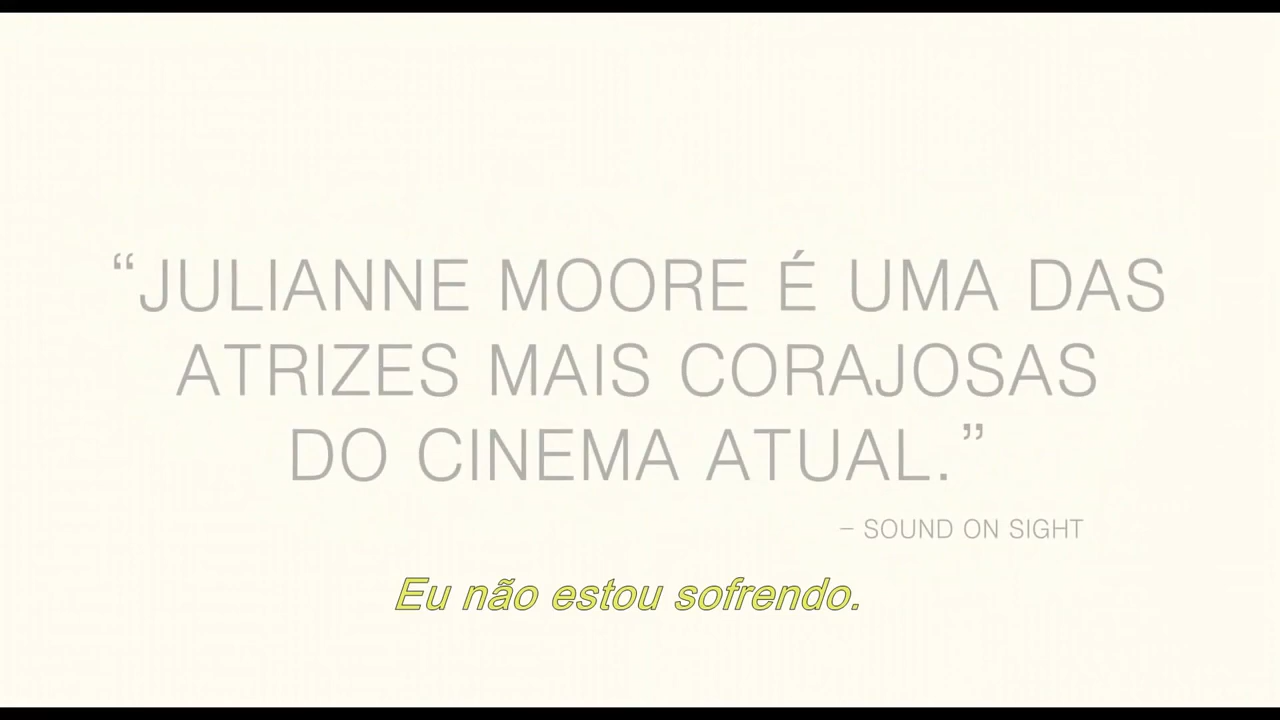 “JULIANNE MOORE É UMA DAS
ATRIZES MAIS CORAJOSAS
DO CINEMA ATUAL.”
– SOUND ON SIGHT
Eu não estou sofrendo.